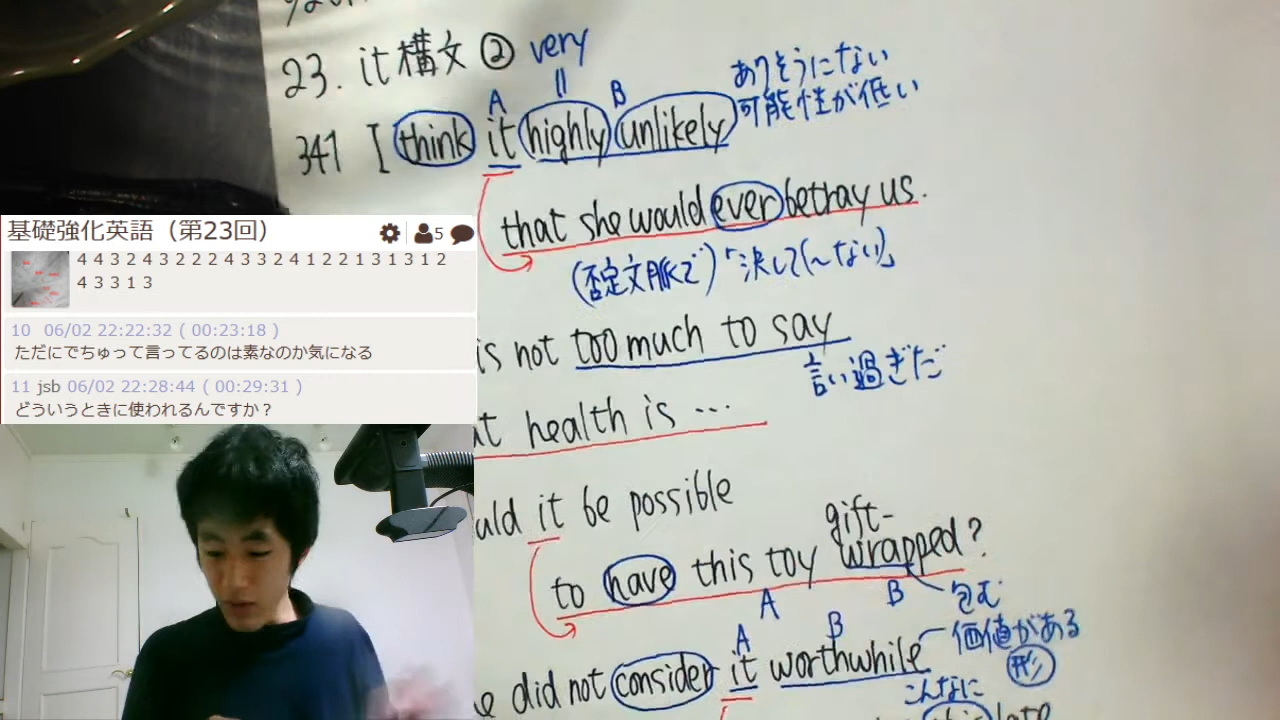 23. it構文 ② very
ありそうにない
A || B
可能性が低い
341 I think it highly unlikely
that she would ever betray us.
(否定文脈で)「決して(〜ない)」
is not too much to say
言い過ぎだ
at health is ...
uld it be possible
gift-
to have this toy wrapped?
A B 包む
A B 価値がある
e did not consider it worthwhile
形
こんなに
this late
基礎強化英語（第23回）
5
4 4 3 2 4 3 2 2 2 4 3 3 2 4 1 2 2 1 3 1 3 1 2
4 3 3 1 3
10 06/02 22:22:32 ( 00:23:18 )
ただにでちゅって言ってるのは素なのか気になる
11 jsb 06/02 22:28:44 ( 00:29:31 )
どういうときに使われるんですか？